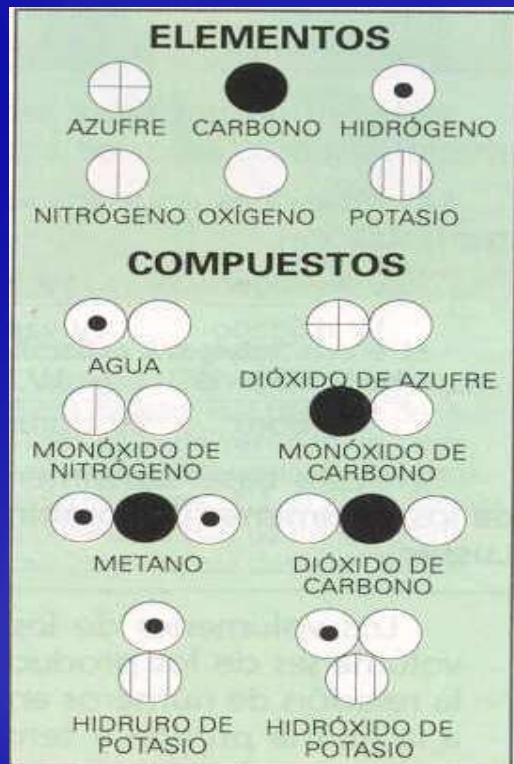 ELEMENTOS
AZUFRE CARBONO HIDRÓGENO
NITRÓGENO OXÍGENO POTASIO
COMPUESTOS
AGUA
DIÓXIDO DE AZUFRE
MONÓXIDO DE
NITRÓGENO
MONÓXIDO DE
CARBONO
METANO
DIÓXIDO DE
CARBONO
HIDRURO DE
POTASIO
HIDRÓXIDO DE
POTASIO